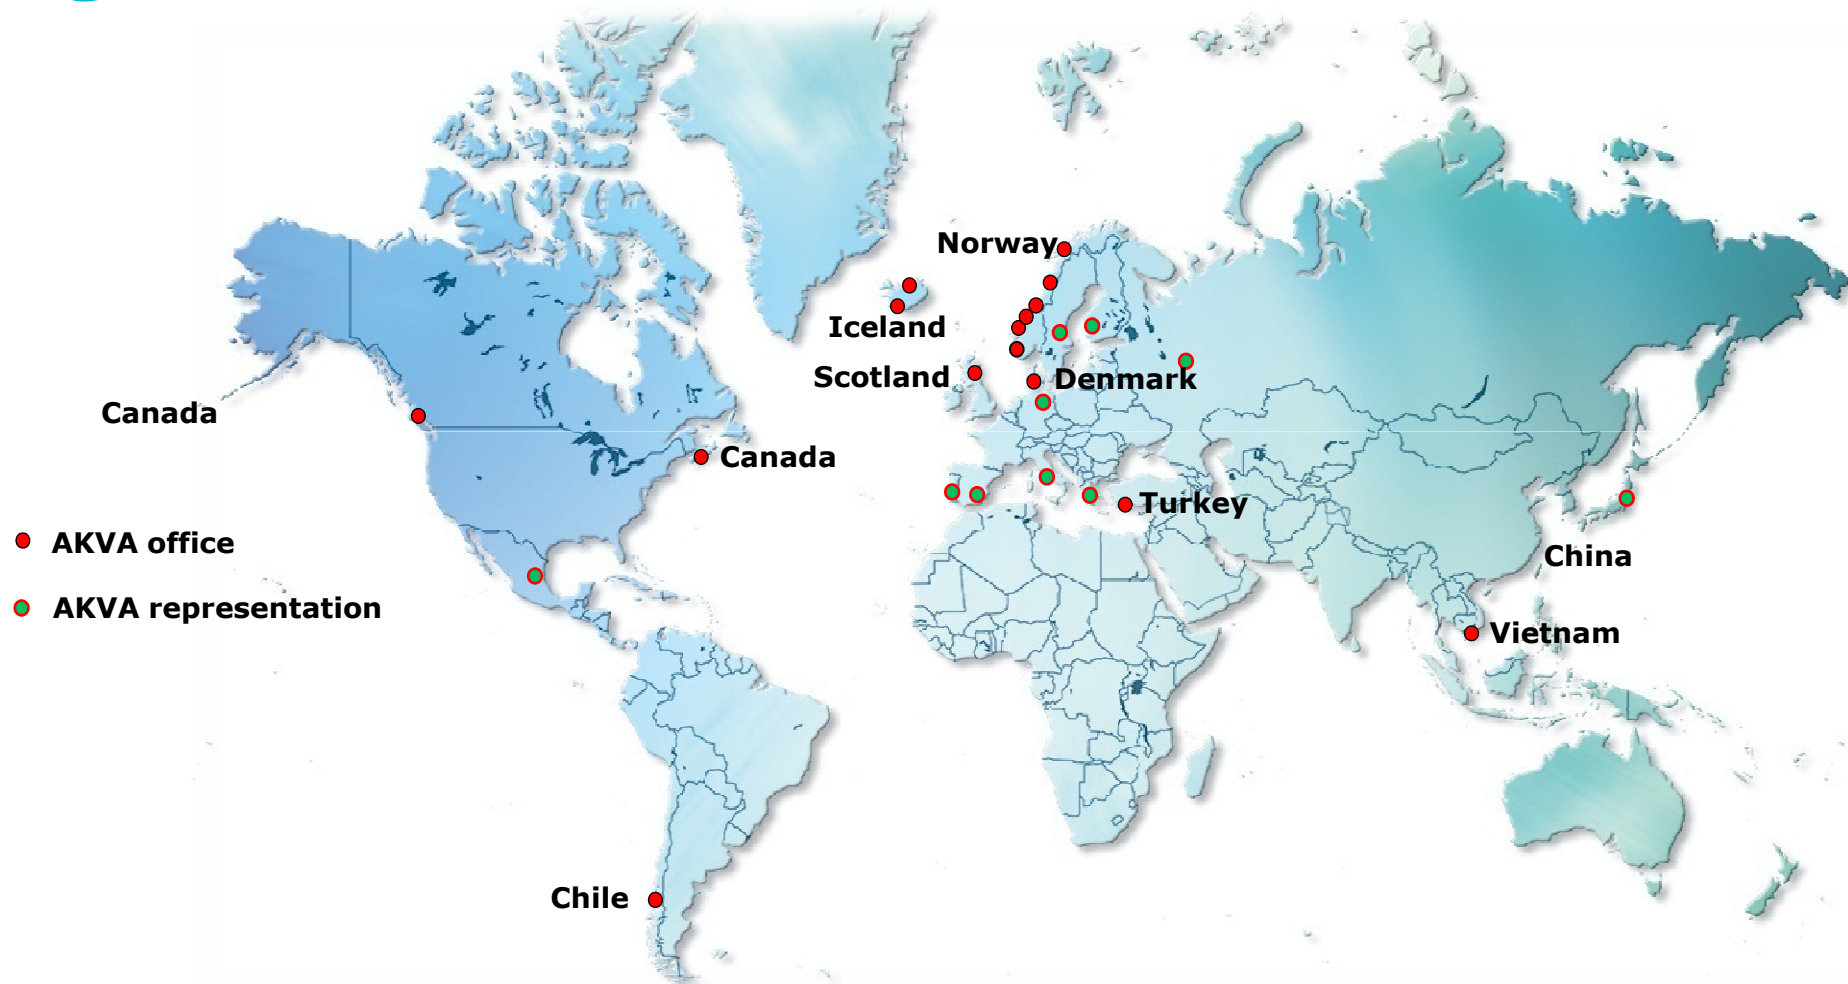 Norway
Iceland
Scotland
Denmark
Canada
Canada
Turkey
AKVA office
China
AKVA representation
Vietnam
Chile